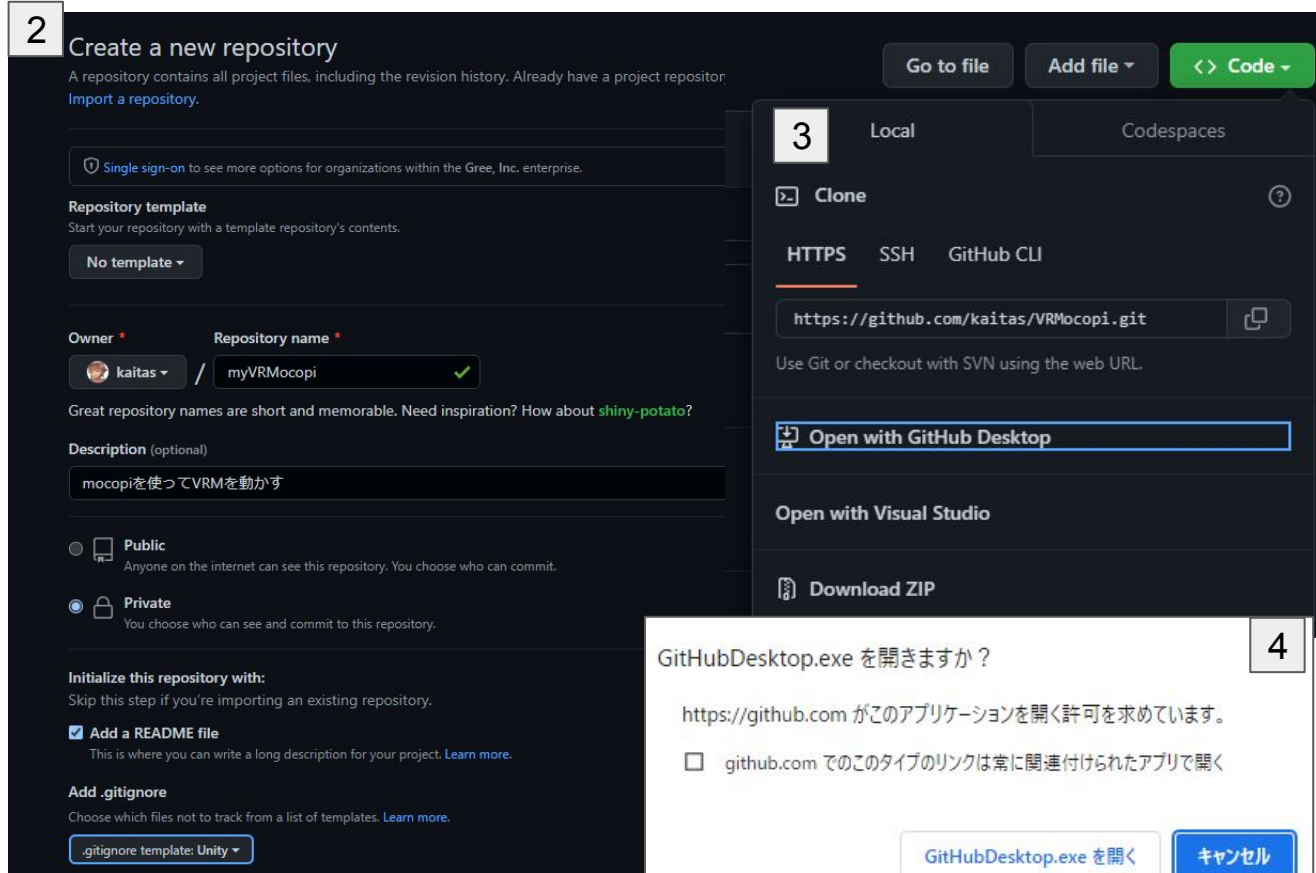 2
Create a new repository
A repository contains all project files, including the revision history. Already have a project repository
Import a repository.
Single sign-on to see more options for organizations within the Gree, Inc. enterprise.
Repository template
Start your repository with a template repository's contents.
No template
Owner * Repository name *
kaitas / myVRMocopi
Great repository names are short and memorable. Need inspiration? How about shiny-potato?
Description (optional)
mocopiを使ってVRMを動かす
Public
Anyone on the internet can see this repository. You choose who can commit.
Private
You choose who can see and commit to this repository.
Initialize this repository with:
Skip this step if you're importing an existing repository.
Add a README file
This is where you can write a long description for your project. Learn more.
Add .gitignore
Choose which files not to track from a list of templates. Learn more.
.gitignore template: Unity
Go to file Add file <> Code
3
Local Codespaces
Clone
HTTPS SSH GitHub CLI
https://github.com/kaitas/VRMocopi.git
Use Git or checkout with SVN using the web URL.
Open with GitHub Desktop
Open with Visual Studio
Download ZIP
4
GitHubDesktop.exe を開きますか？
https://github.com がこのアプリケーションを開く許可を求めています。
github.com でのこのタイプのリンクは常に関連付けられたアプリで開く
GitHubDesktop.exe を開く キャンセル